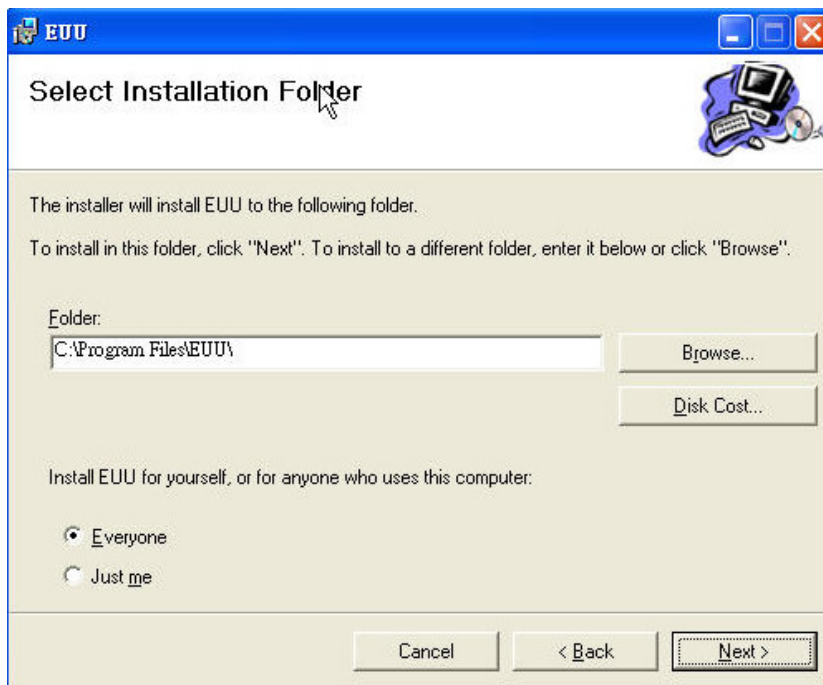 EUU
Select Installation Folder
The installer will install EUU to the following folder.
To install in this folder, click "Next". To install to a different folder, enter it below or click "Browse".
Folder:
C:\Program Files\EUU\
Browse...
Disk Cost...
Install EUU for yourself, or for anyone who uses this computer:
Everyone
Just me
Cancel
< Back
Next >